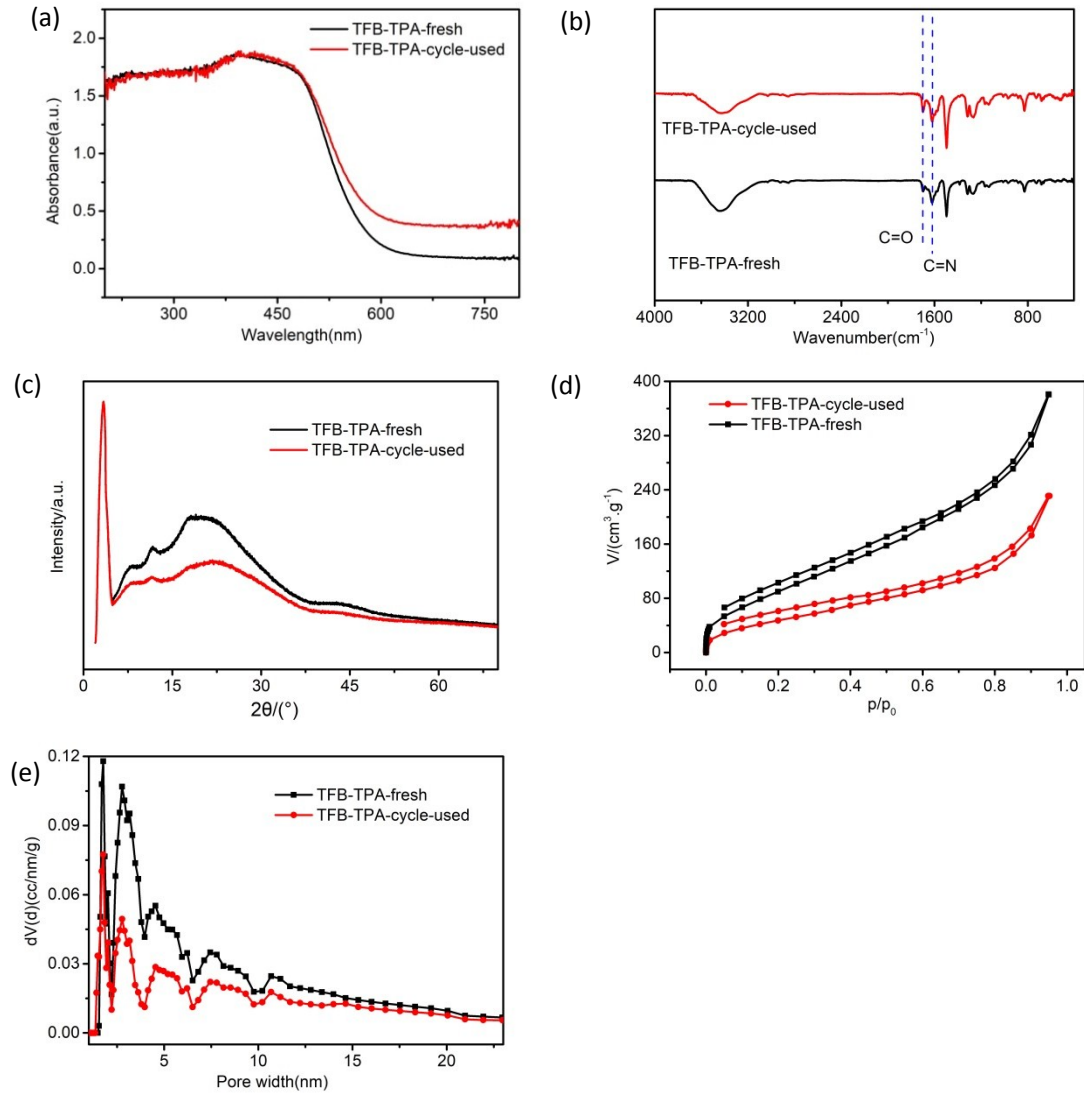 (a)
TFB-TPA-fresh
TFB-TPA-cycle-used
2.0
1.5
1.0
0.5
0.0
Absorbance(a.u.)
300
450
600
750
Wavelength(nm)
(b)
TFB-TPA-cycle-used
C=O
TFB-TPA-fresh
C=N
4000
3200
2400
1600
800
Wavenumber(cm⁻¹)
(c)
TFB-TPA-fresh
TFB-TPA-cycle-used
Intensity/a.u.
0
15
30
45
60
2θ/(°)
(d)
400
TFB-TPA-cycle-used
TFB-TPA-fresh
320
240
160
80
0
V/(cm³.g⁻¹)
0.0
0.2
0.4
0.6
0.8
1.0
p/p₀
(e)
0.12
TFB-TPA-fresh
TFB-TPA-cycle-used
0.09
0.06
0.03
0.00
dV(d)(cc/nm/g)
5
10
15
20
Pore width(nm)